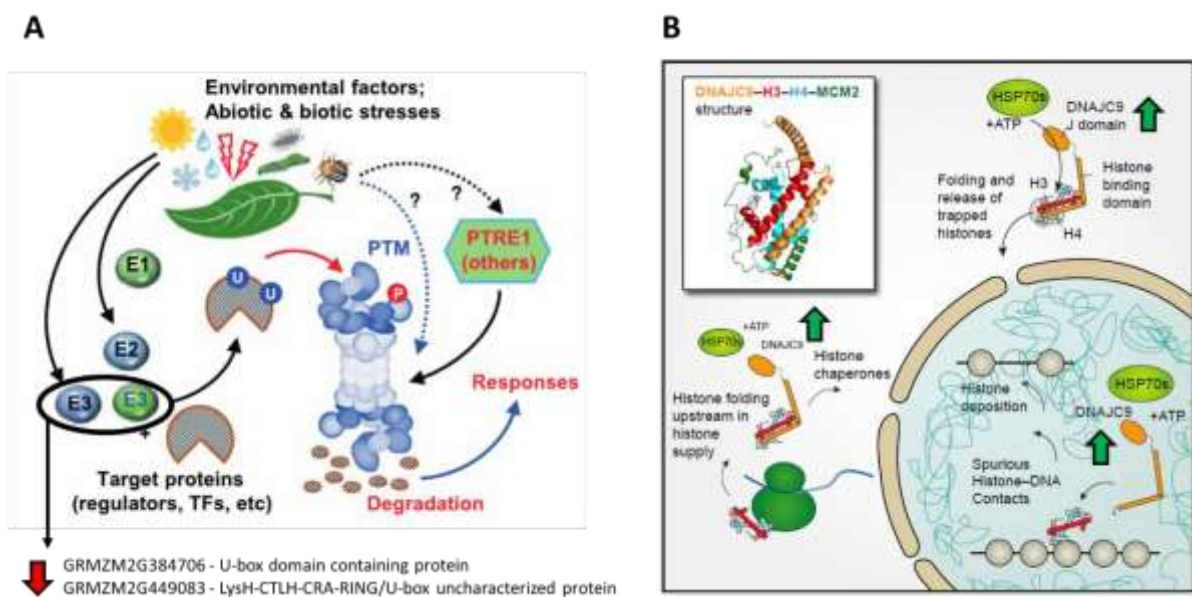 A
Environmental factors;
Abiotic & biotic stresses
?
?
E1
U
U
PTM
P
PTRE1
(others)
E2
E3
E3
+
Responses
Target proteins
(regulators, TFs, etc)
Degradation
GRMZM2G384706 - U-box domain containing protein
GRMZM2G449083 - LysH-CTLH-CRA-RING/U-box uncharacterized protein
B
DNAJC9–H3–H4–MCM2
structure
HSP70s
+ATP
DNAJC9
J domain
Folding and
release of
trapped
histones
H3
Histone
binding
domain
H4
HSP70s
+ATP
DNAJC9
Histone
chaperones
Histone folding
upstream in
histone
supply
Histone
deposition
HSP70s
DNAJC9
+ATP
Spurious
Histone–DNA
Contacts